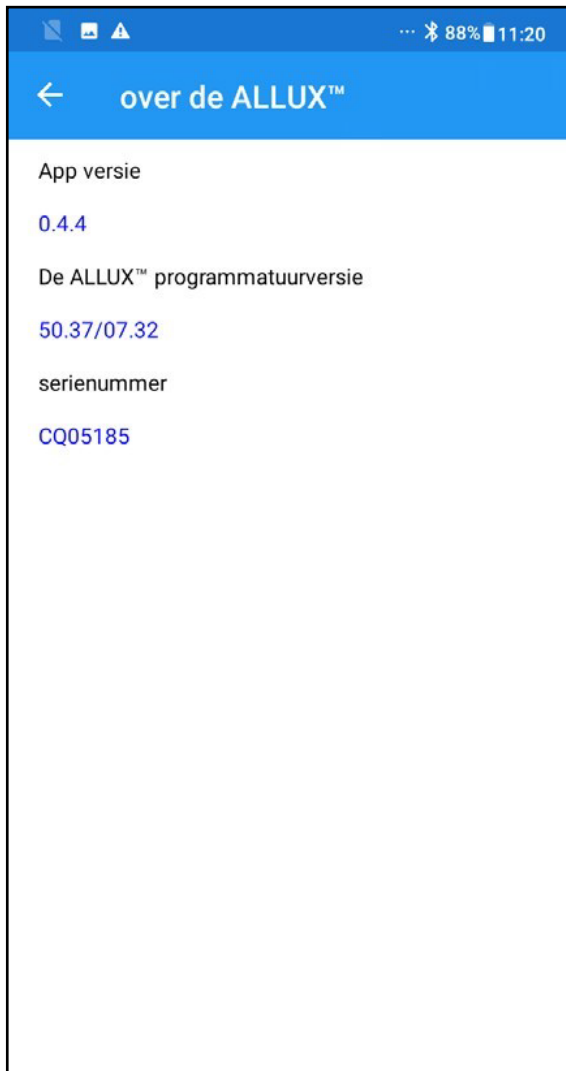 88% 11:20
over de ALLUX™
App versie
0.4.4
De ALLUX™ programmatuurversie
50.37/07.32
serienummer
CQ05185